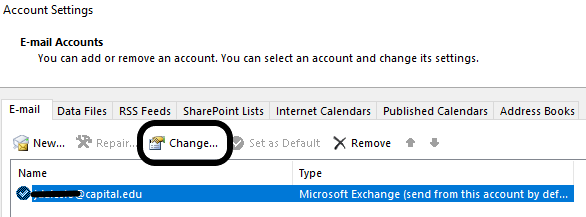 Account Settings
E-mail Accounts
You can add or remove an account. You can select an account and change its settings.
E-mail Data Files RSS Feeds SharePoint Lists Internet Calendars Published Calendars Address Books
New... Repair... Change... Set as Default Remove
Name Type
@capital.edu Microsoft Exchange (send from this account by def...